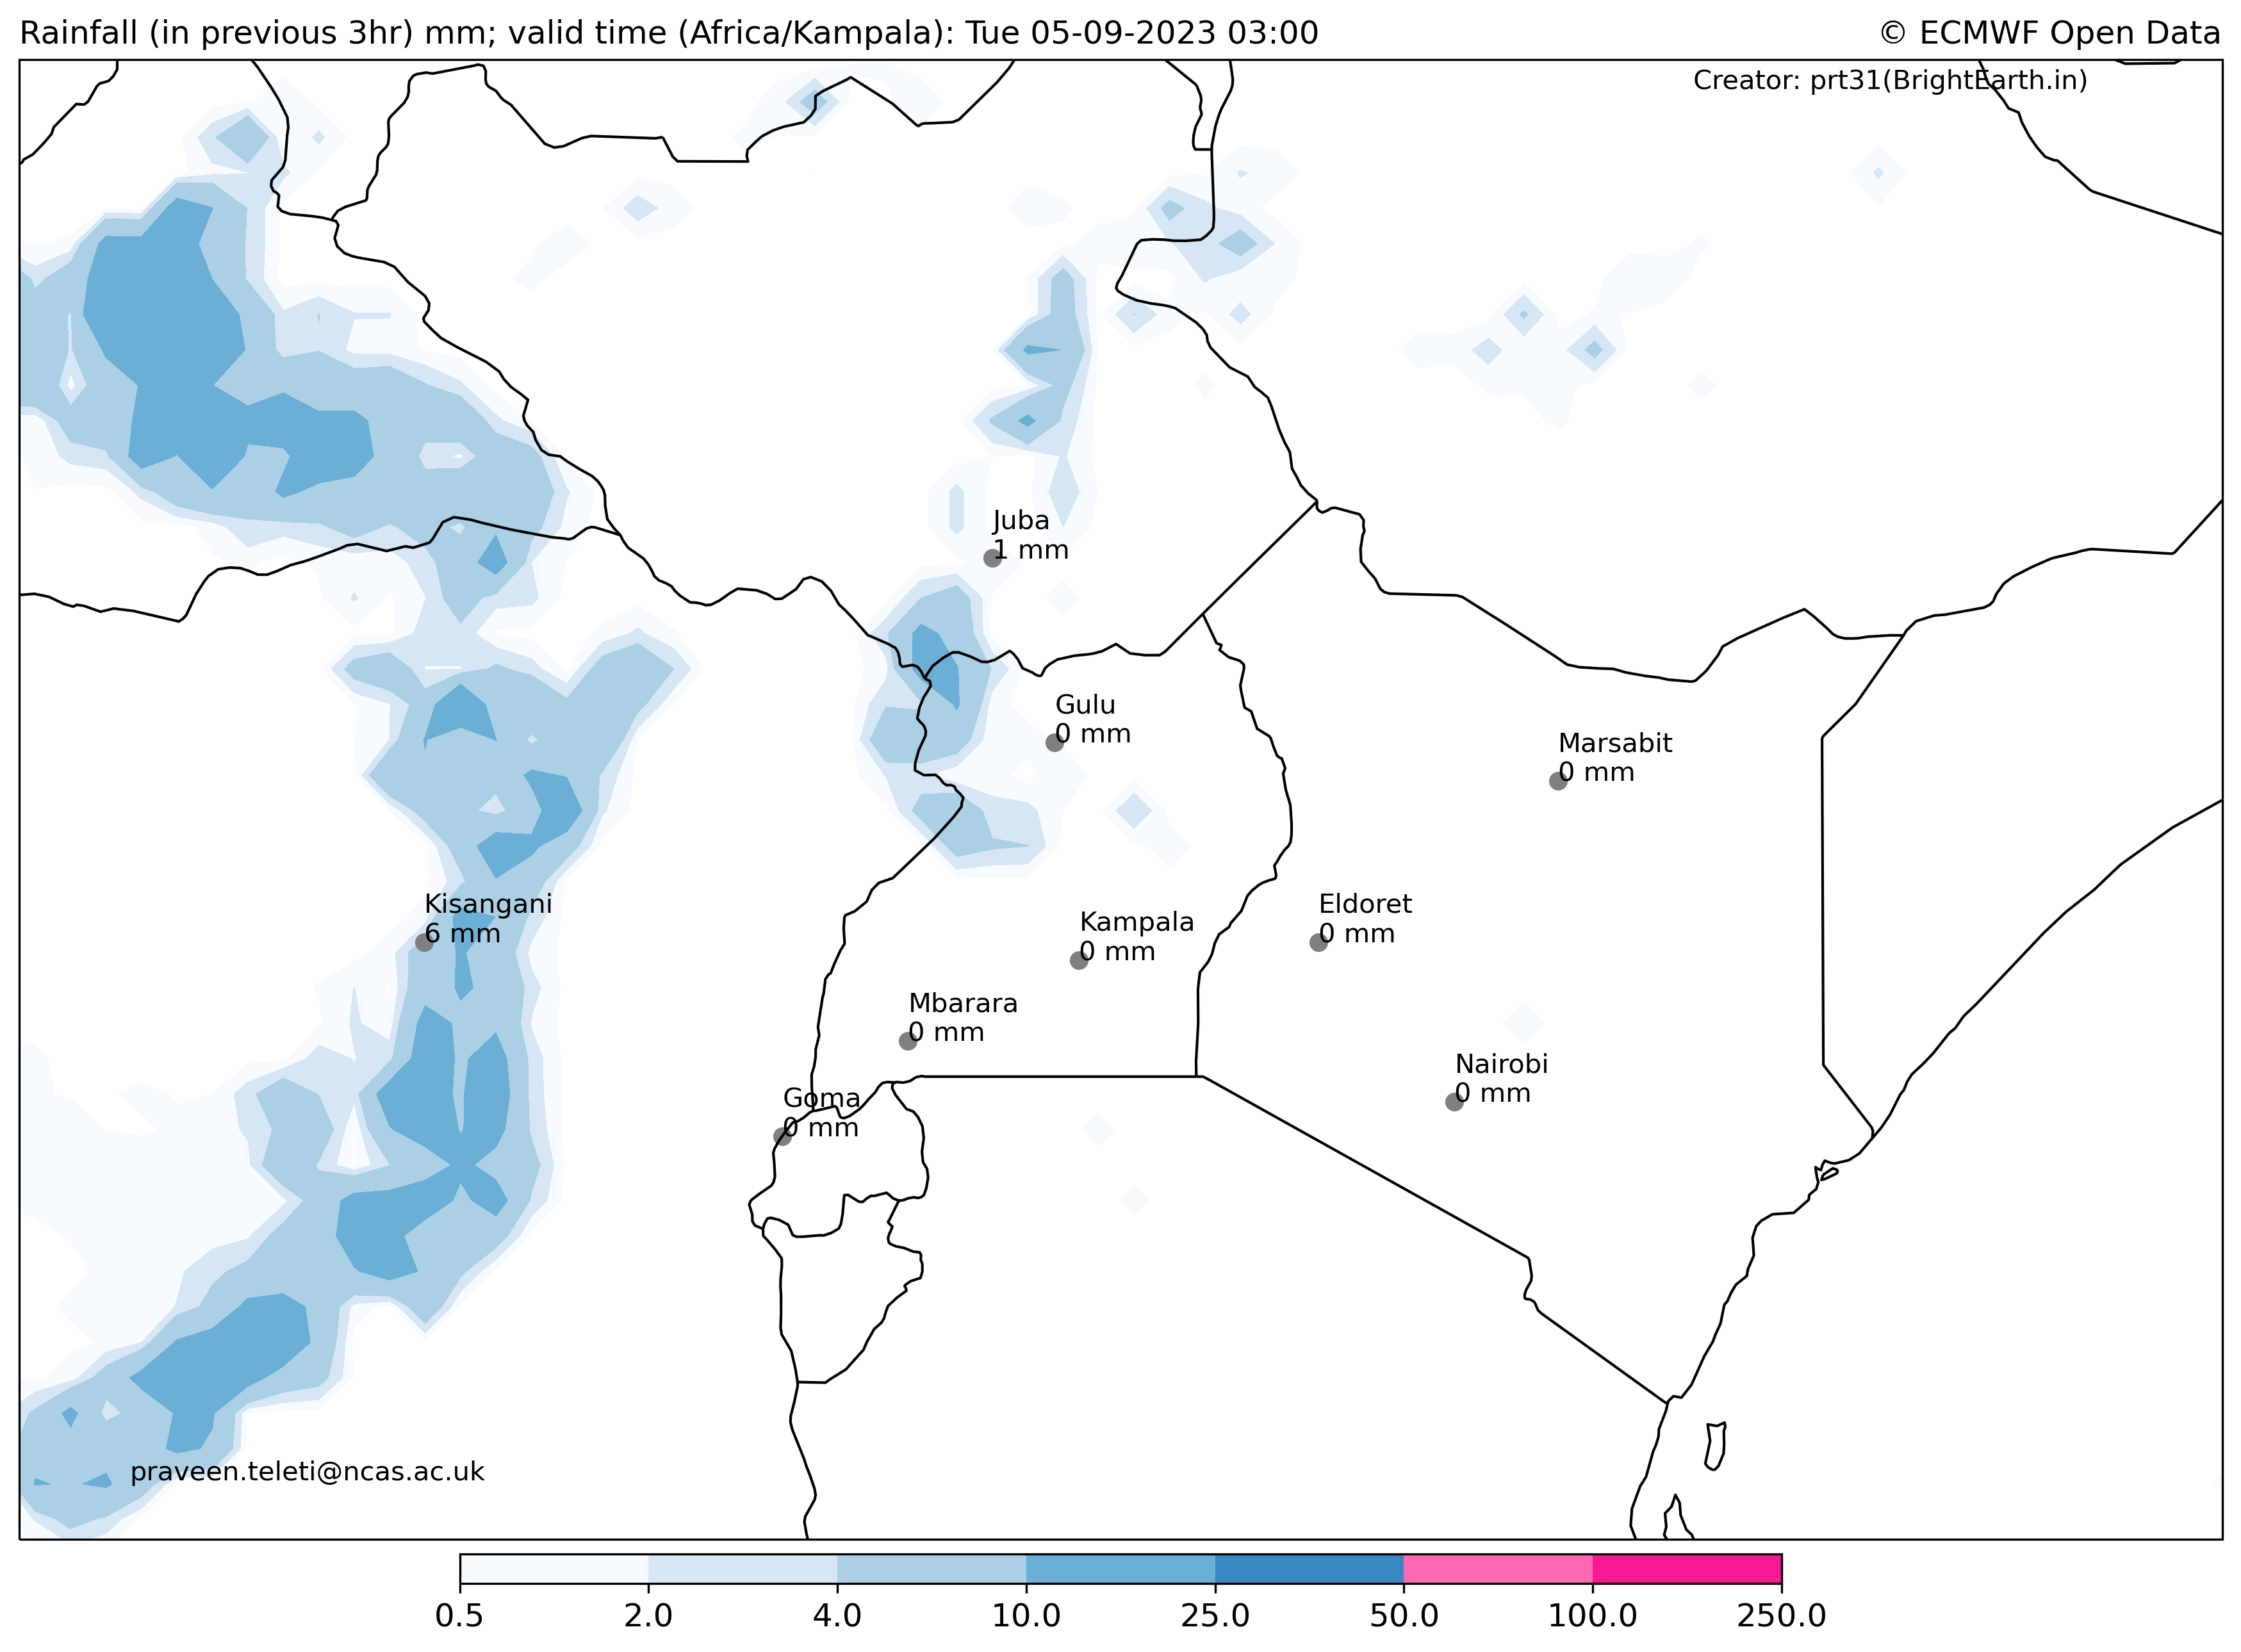 Rainfall (in previous 3hr) mm; valid time (Africa/Kampala): Tue 05-09-2023 03:00
© ECMWF Open Data
Creator: prt31(BrightEarth.in)
Juba
1 mm
Gulu
0 mm
Marsabit
0 mm
Kisangani
6 mm
Kampala
0 mm
Eldoret
0 mm
Mbarara
0 mm
Nairobi
0 mm
Goma
0 mm
praveen.teleti@ncas.ac.uk
0.5 2.0 4.0 10.0 25.0 50.0 100.0 250.0